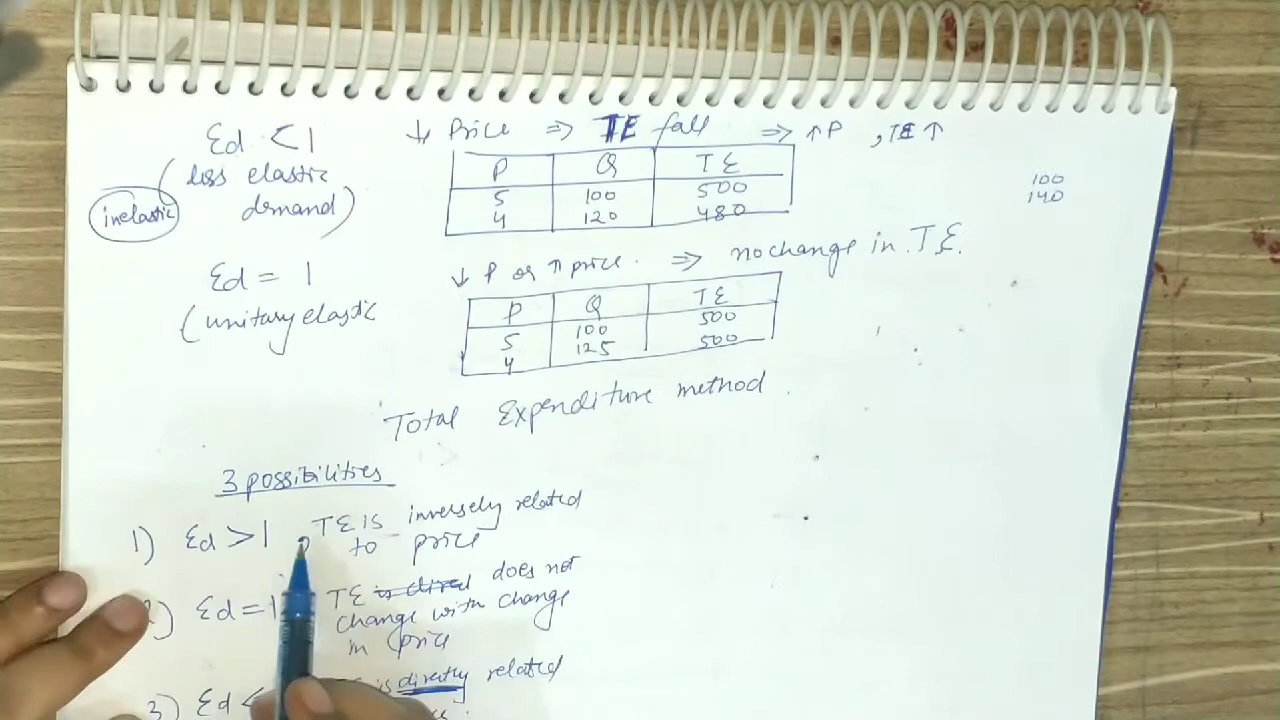 Ed < 1 ↓ Price ⇒ TE fall ⇒ ↑P , TE ↑
(less elastic
demand)
inelastic
P Q TE
5 100 500
4 120 480
100
140
Ed = 1 ↓ P or ↑ price. ⇒ no change in TE.
(unitary elastic
P Q TE
5 100 500
4 125 500
Total Expenditure method.
3 possibilities
1) Ed > 1 , TE is inversely related
to price
2) Ed = 1 TE does not
change with change
in price
3) Ed < is directly related